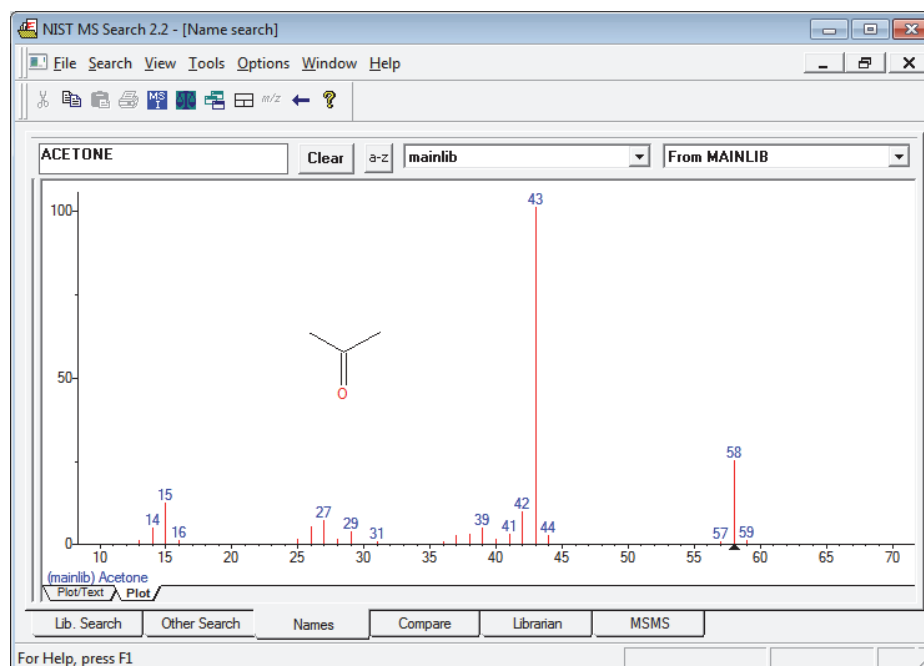 NIST MS Search 2.2 - [Name search]
File Search View Tools Options Window Help
MS I m/z ?
ACETONE Clear a-z mainlib From MAINLIB
100
43
50
O
58
15
14
16
27
29
31
39
41
42
44
57
59
0
10 15 20 25 30 35 40 45 50 55 60 65 70
(mainlib) Acetone
Plot/Text Plot
Lib. Search Other Search Names Compare Librarian MSMS
For Help, press F1